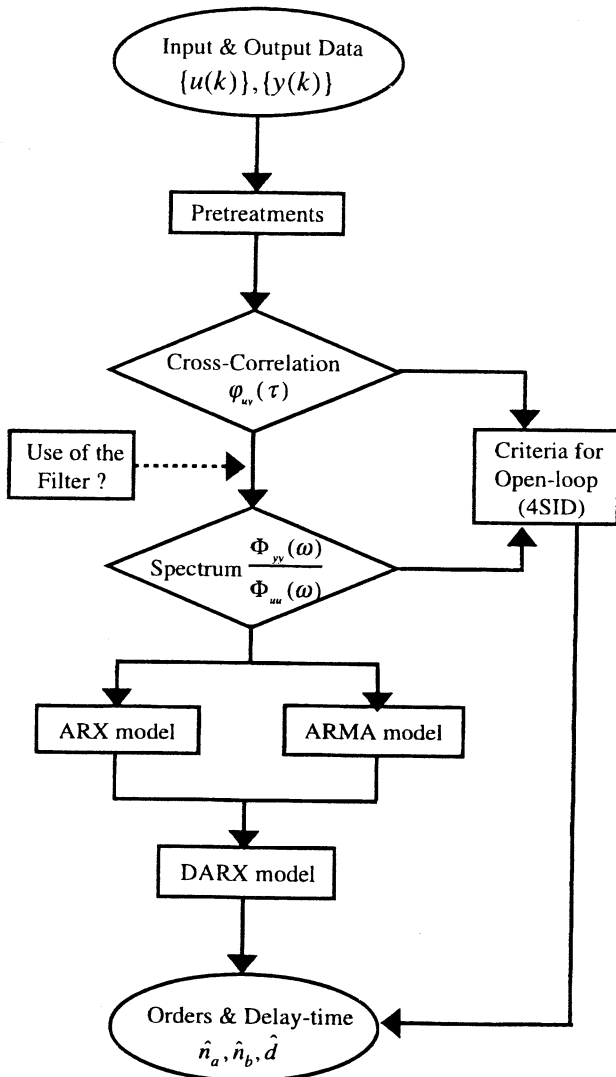 Input & Output Data
{u(k)},{y(k)}
Pretreatments
Cross-Correlation
φ_uy(τ)
Use of the
Filter ?
Criteria for
Open-loop
(4SID)
Spectrum Φ_yy(ω) / Φ_uu(ω)
ARX model
ARMA model
DARX model
Orders & Delay-time
n̂_a, n̂_b, d̂